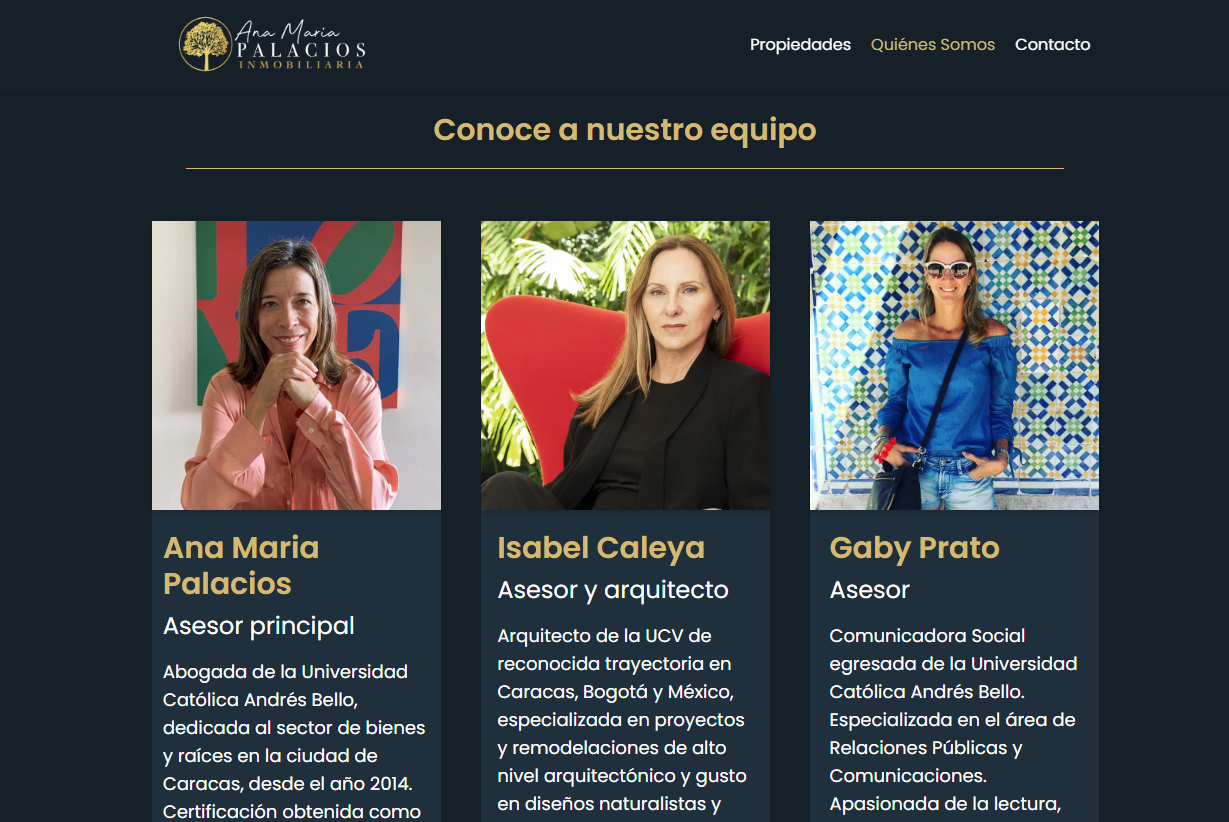 Ana Maria
PALACIOS
INMOBILIARIA
Propiedades Quiénes Somos Contacto
Conoce a nuestro equipo
Ana Maria
Palacios
Asesor principal
Abogada de la Universidad
Católica Andrés Bello,
dedicada al sector de bienes
y raíces en la ciudad de
Caracas, desde el año 2014.
Certificación obtenida como
Isabel Caleya
Asesor y arquitecto
Arquitecto de la UCV de
reconocida trayectoria en
Caracas, Bogotá y México,
especializada en proyectos
y remodelaciones de alto
nivel arquitectónico y gusto
en diseños naturalistas y
Gaby Prato
Asesor
Comunicadora Social
egresada de la Universidad
Católica Andrés Bello.
Especializada en el área de
Relaciones Públicas y
Comunicaciones.
Apasionada de la lectura,